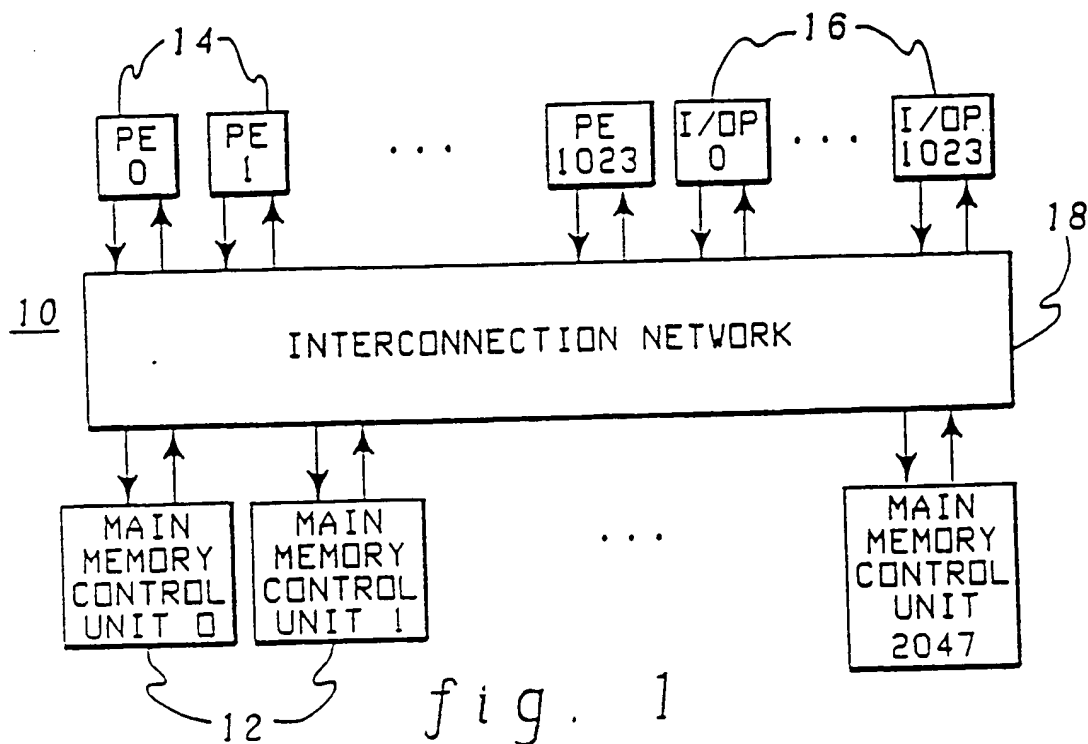 14
16
PE
0
PE
1
. . .
PE
1023
I/OP
0
. . .
I/OP
1023
18
10
INTERCONNECTION NETWORK
MAIN
MEMORY
CONTROL
UNIT 0
MAIN
MEMORY
CONTROL
UNIT 1
. . .
MAIN
MEMORY
CONTROL
UNIT
2047
12
fig. 1